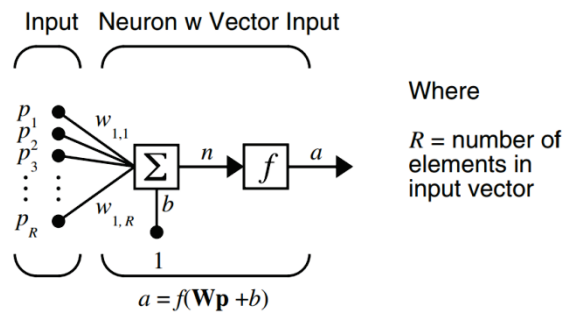 Input Neuron w Vector Input
p1
p2
p3
w1,1
Σ n f a
pR
w1, R
b
1
a = f(Wp +b)
Where
R = number of
elements in
input vector